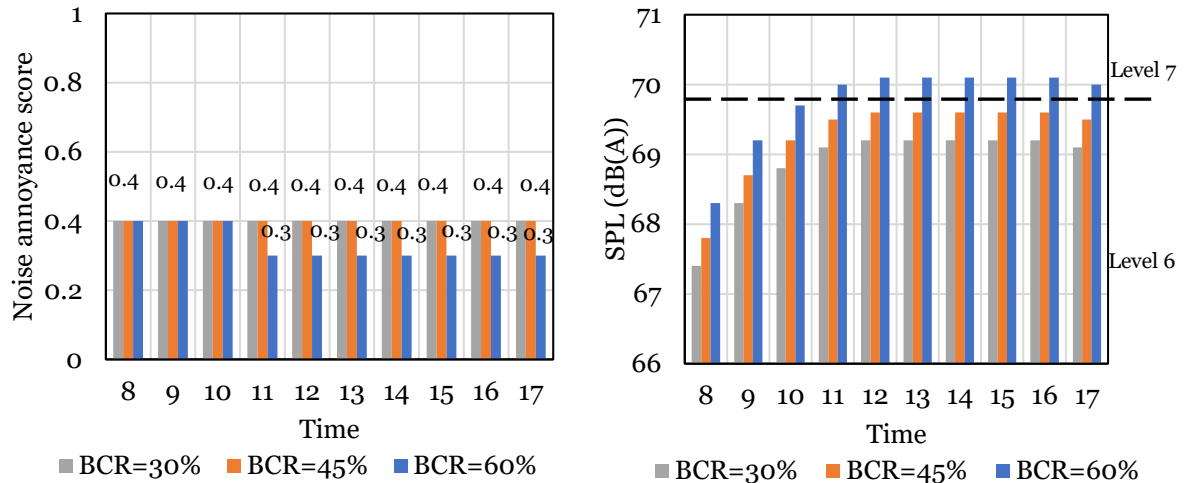 Noise annoyance score
1
0.8
0.6
0.4
0.2
0
0.4 0.4 0.4 0.4 0.4 0.4 0.4 0.4 0.4 0.4
0.3 0.3 0.3 0.3 0.3 0.3 0.3
8 9 10 11 12 13 14 15 16 17
Time
BCR=30% BCR=45% BCR=60%
SPL (dB(A))
71
70
69
68
67
66
Level 7
Level 6
8 9 10 11 12 13 14 15 16 17
Time
BCR=30% BCR=45% BCR=60%